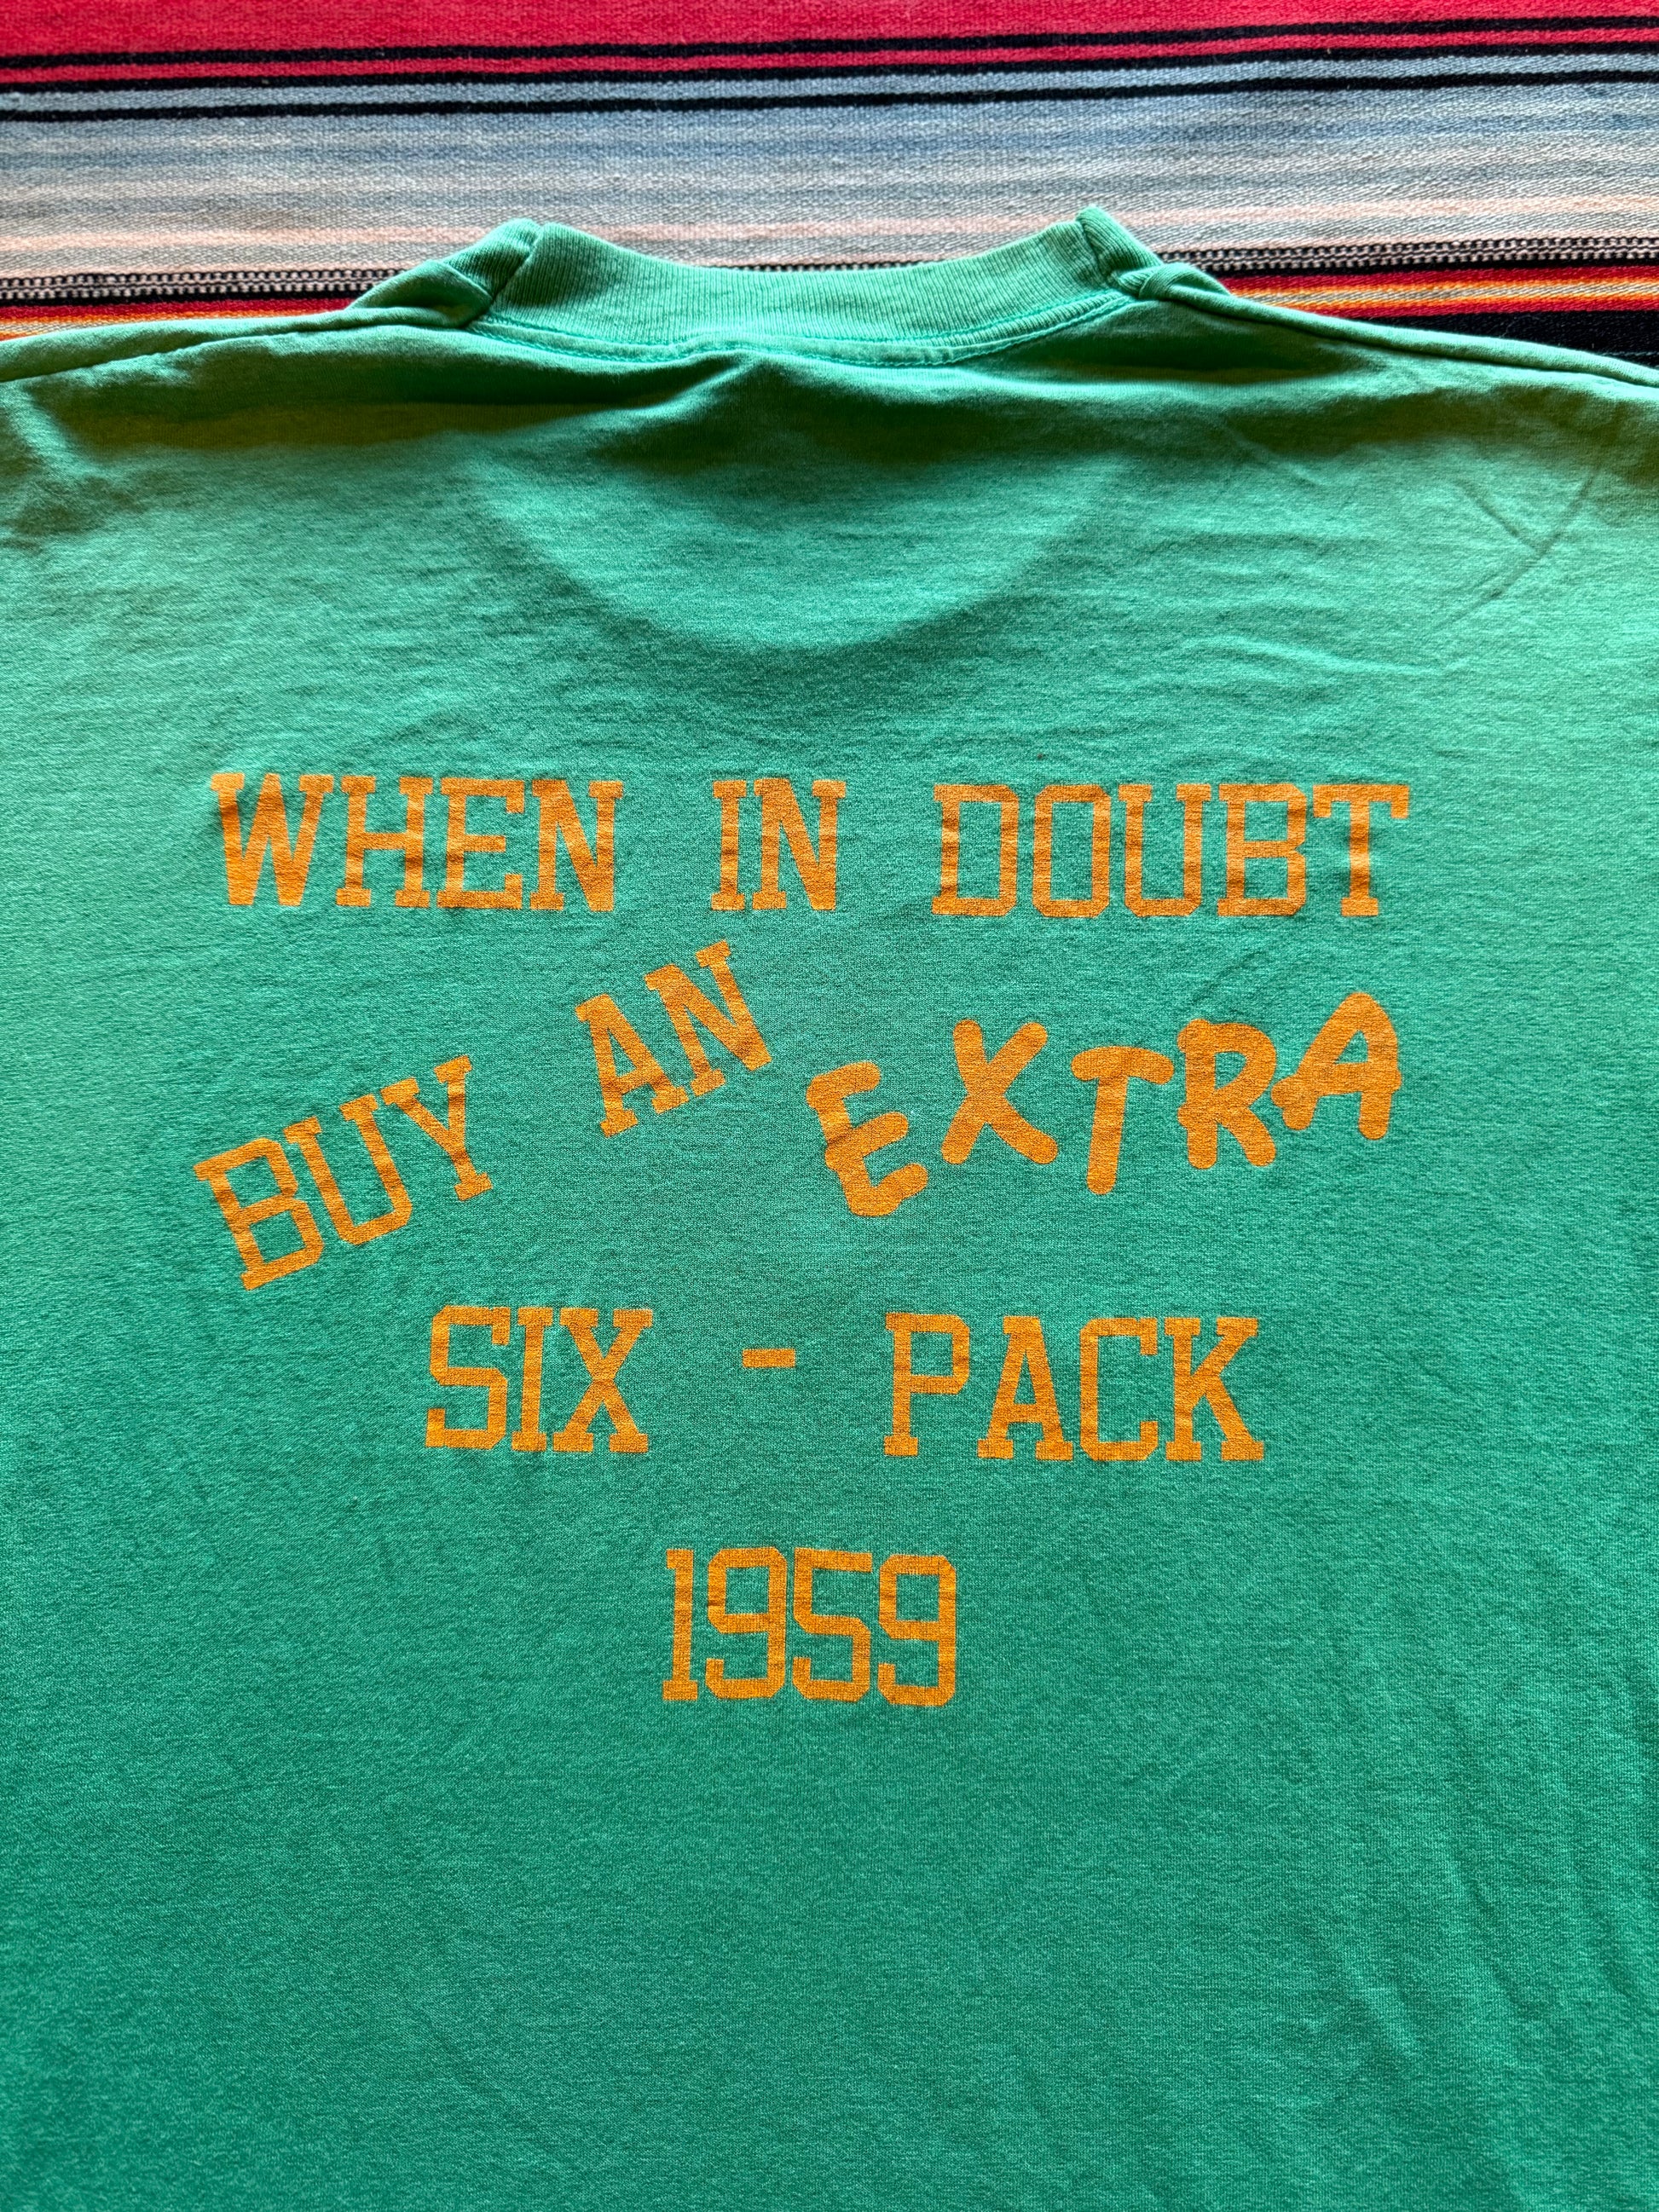 WHEN IN DOUBT
BUY AN EXTRA
SIX - PACK
1959